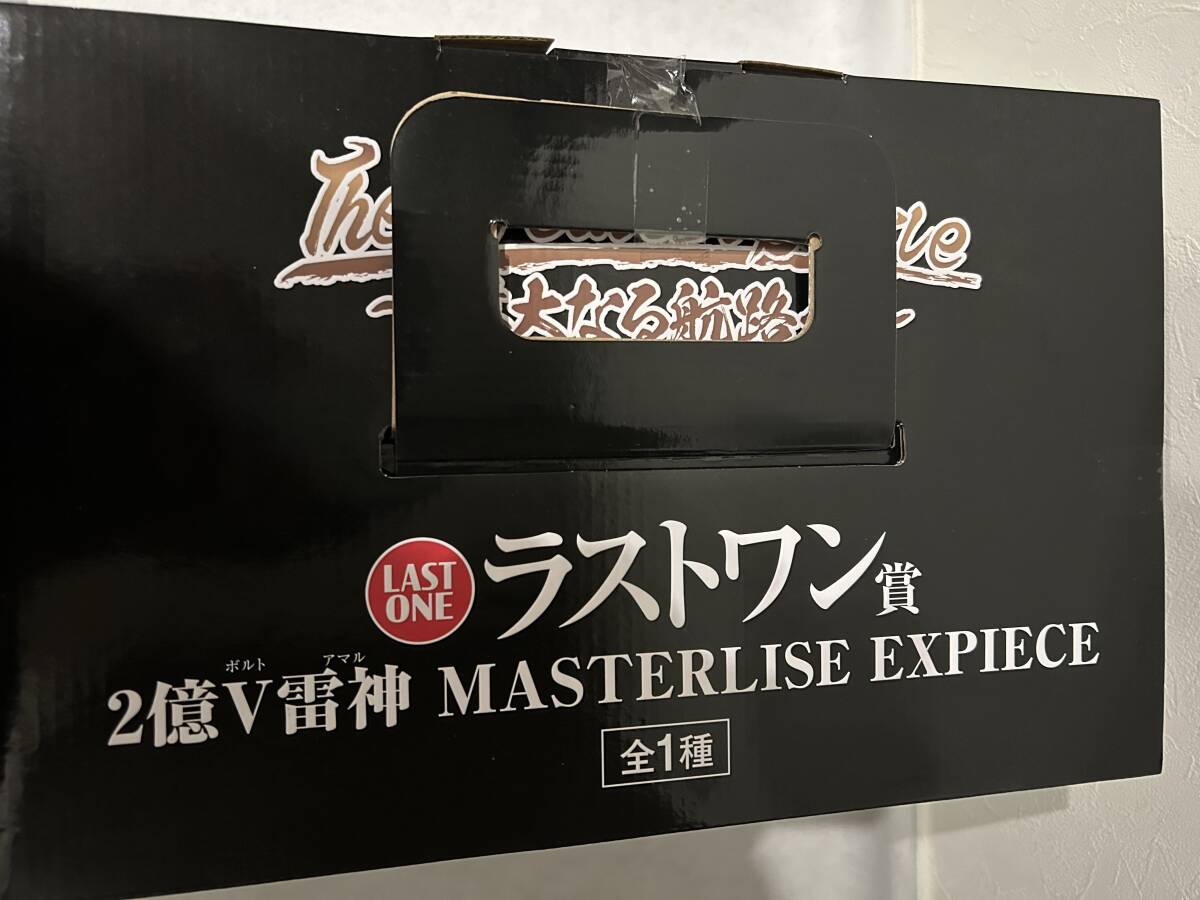 The
大なる航路
LAST ONE ラストワン賞
2億V雷神 MASTERLISE EXPIECE
ボルト アマル
全1種